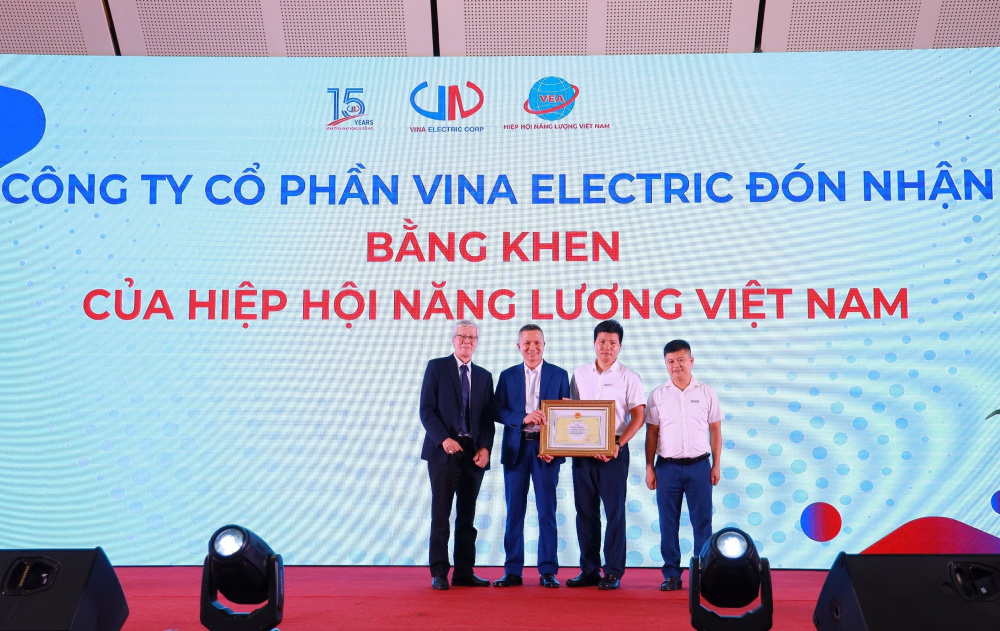 15
YEARS
VINA ELECTRIC CORP
VEA
HIỆP HỘI NĂNG LƯỢNG VIỆT NAM
CÔNG TY CỔ PHẦN VINA ELECTRIC ĐÓN NHẬN
BẰNG KHEN
CỦA HIỆP HỘI NĂNG LƯỢNG VIỆT NAM